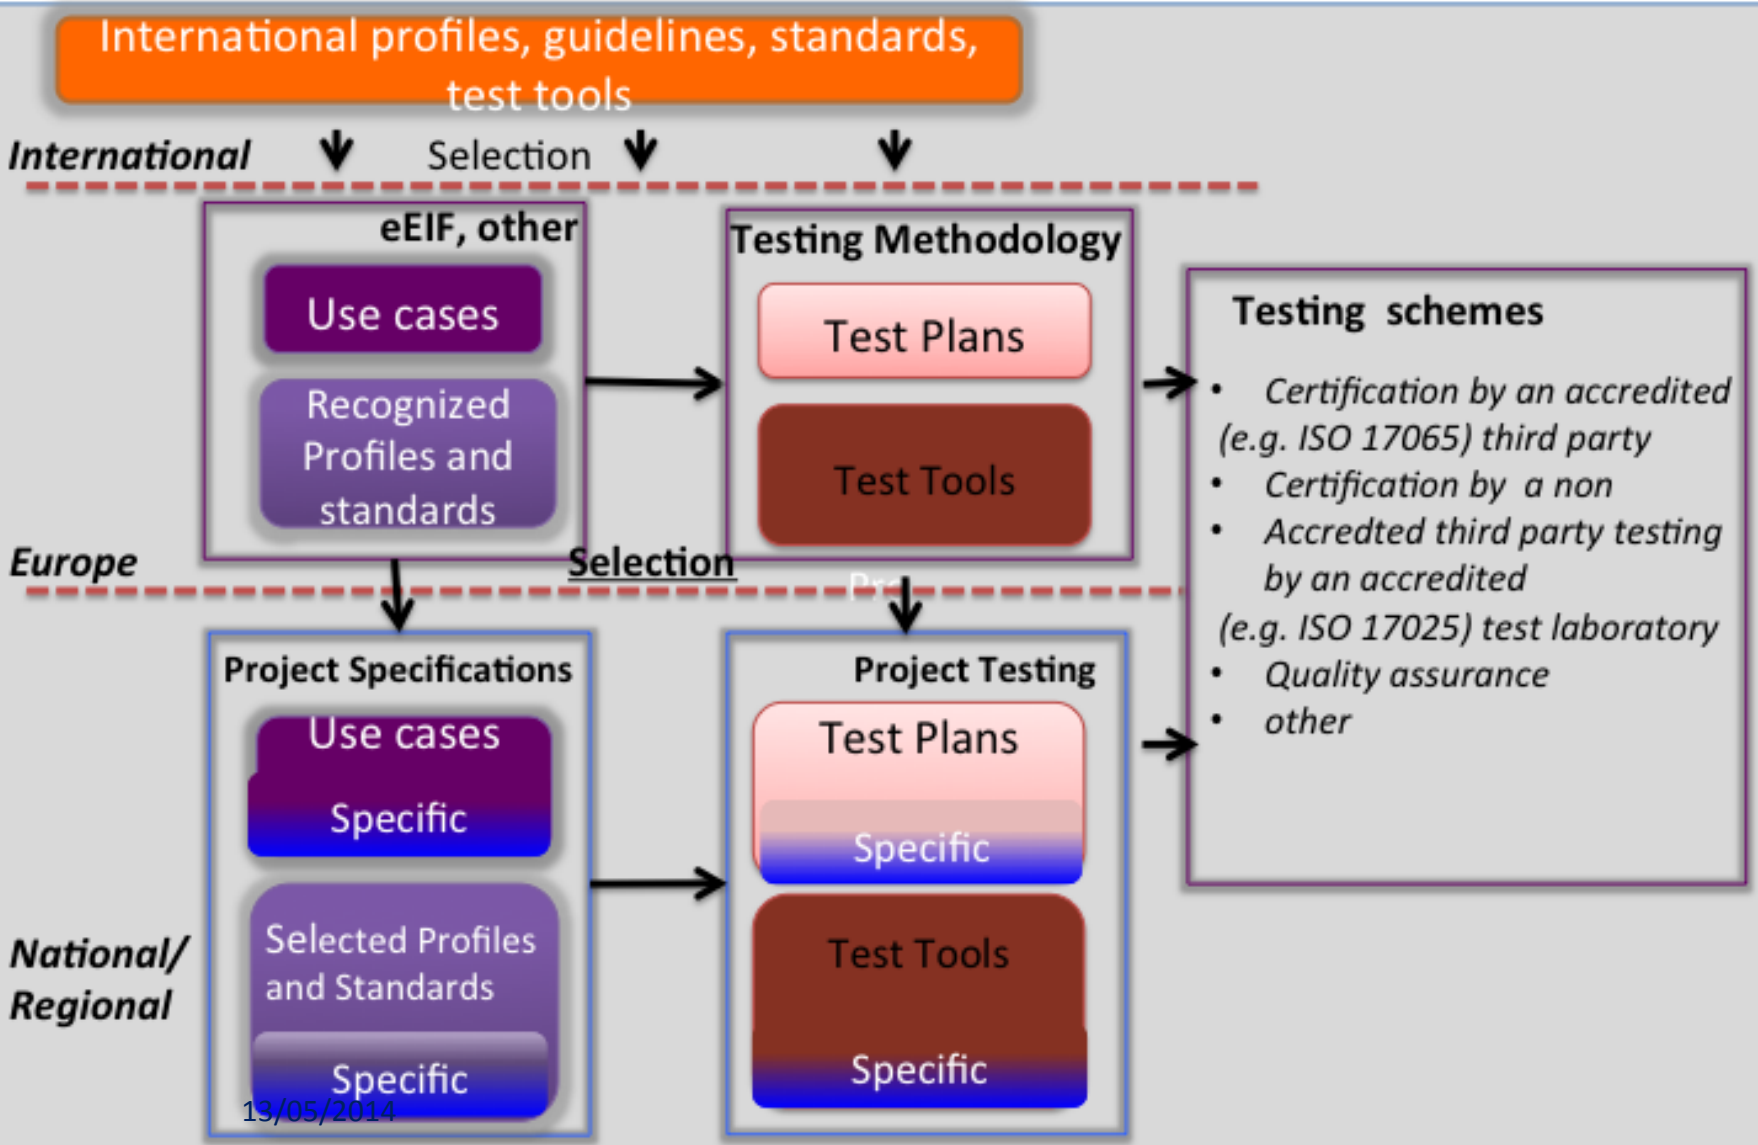 International profiles, guidelines, standards,
test tools
International
Selection
eEIF, other
Use cases
Recognized
Profiles and
standards
Testing Methodology
Test Plans
Test Tools
Testing schemes
• Certification by an accredited
(e.g. ISO 17065) third party
• Certification by a non
• Accredted third party testing
by an accredited
(e.g. ISO 17025) test laboratory
• Quality assurance
• other
Europe
Selection
Project Specifications
Use cases
Specific
Selected Profiles
and Standards
Specific
Project Testing
Test Plans
Specific
Test Tools
Specific
National/
Regional
13/05/2014